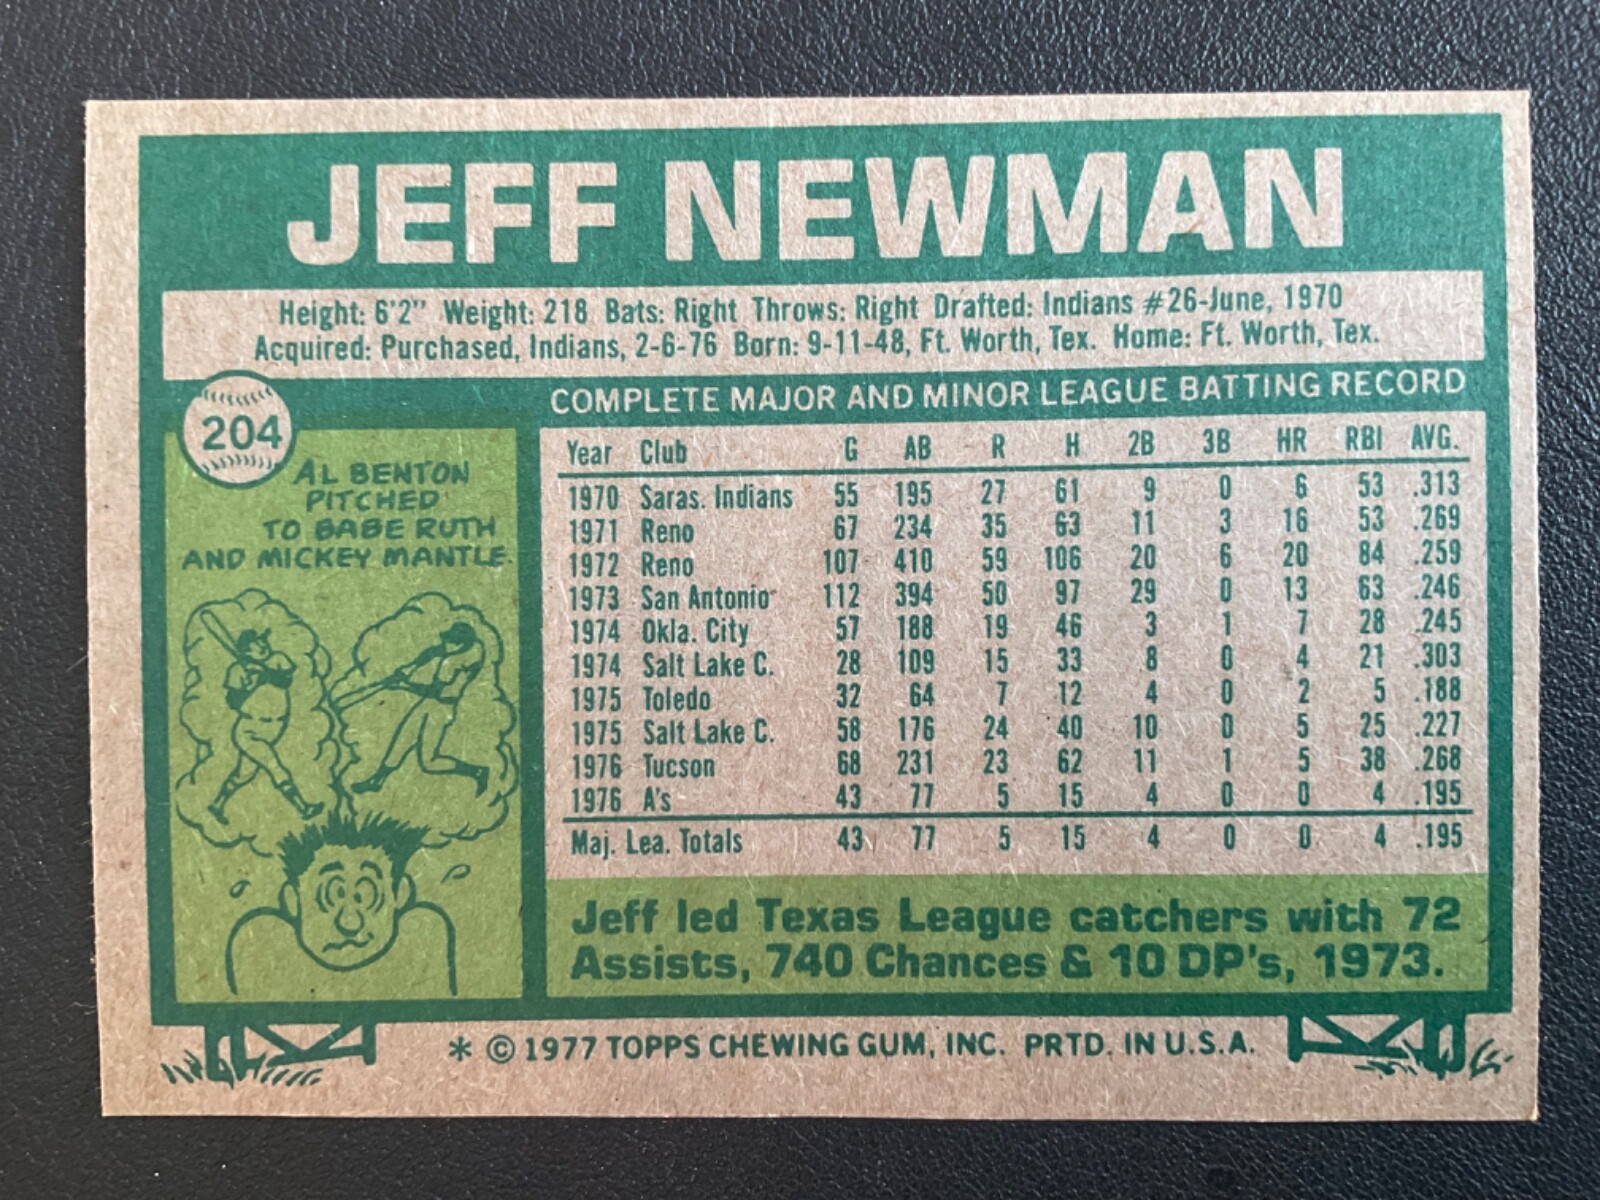 JEFF NEWMAN
Height: 6'2" Weight: 218 Bats: Right Throws: Right Drafted: Indians #26-June, 1970
Acquired: Purchased, Indians, 2-6-76 Born: 9-11-48, Ft. Worth, Tex. Home: Ft. Worth, Tex.
204
AL BENTON
PITCHED
TO BABE RUTH
AND MICKEY MANTLE.
COMPLETE MAJOR AND MINOR LEAGUE BATTING RECORD
Year Club G AB R H 2B 3B HR RBI AVG.
1970 Saras. Indians 55 195 27 61 9 0 6 53 .313
1971 Reno 67 234 35 63 11 3 16 53 .269
1972 Reno 107 410 59 106 20 6 20 84 .259
1973 San Antonio 112 394 50 97 29 0 13 63 .246
1974 Okla. City 57 188 19 46 3 1 7 28 .245
1974 Salt Lake C. 28 109 15 33 8 0 4 21 .303
1975 Toledo 32 64 7 12 4 0 2 5 .188
1975 Salt Lake C. 58 176 24 40 10 0 5 25 .227
1976 Tucson 68 231 23 62 11 1 5 38 .268
1976 A's 43 77 5 15 4 0 0 4 .195
Maj. Lea. Totals 43 77 5 15 4 0 0 4 .195
Jeff led Texas League catchers with 72
Assists, 740 Chances & 10 DP's, 1973.
* © 1977 TOPPS CHEWING GUM, INC. PRTD. IN U.S.A.